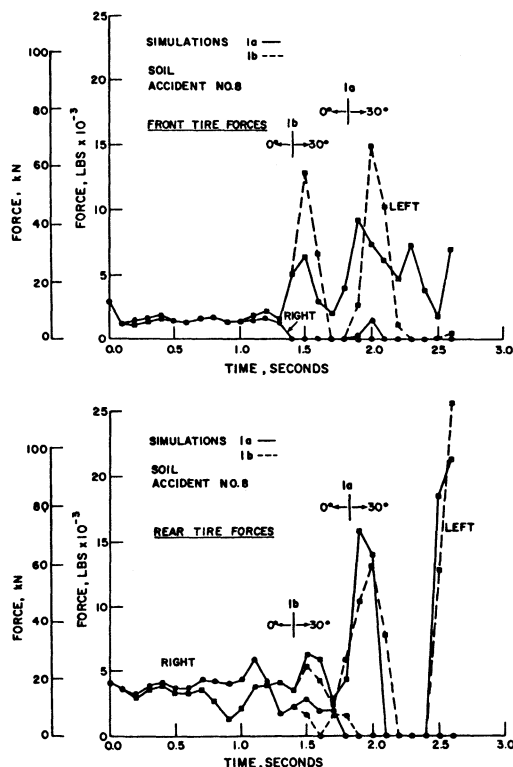 SIMULATIONS 1a —
1b ---
SOIL
ACCIDENT NO.8
FRONT TIRE FORCES
1b
0° 30°
1a
0° 30°
LEFT
RIGHT
FORCE, kN
100
80
60
40
20
0
FORCE, LBS x 10⁻³
25
20
15
10
5
0
0.0 0.5 1.0 1.5 2.0 2.5 3.0
TIME, SECONDS
SIMULATIONS 1a —
1b ---
SOIL
ACCIDENT NO.8
REAR TIRE FORCES
1b
0° 30°
1a
0° 30°
LEFT
RIGHT
FORCE, kN
100
80
60
40
20
0
FORCE, LBS x 10⁻³
25
20
15
10
5
0
0.0 0.5 1.0 1.5 2.0 2.5 3.0
TIME, SECONDS